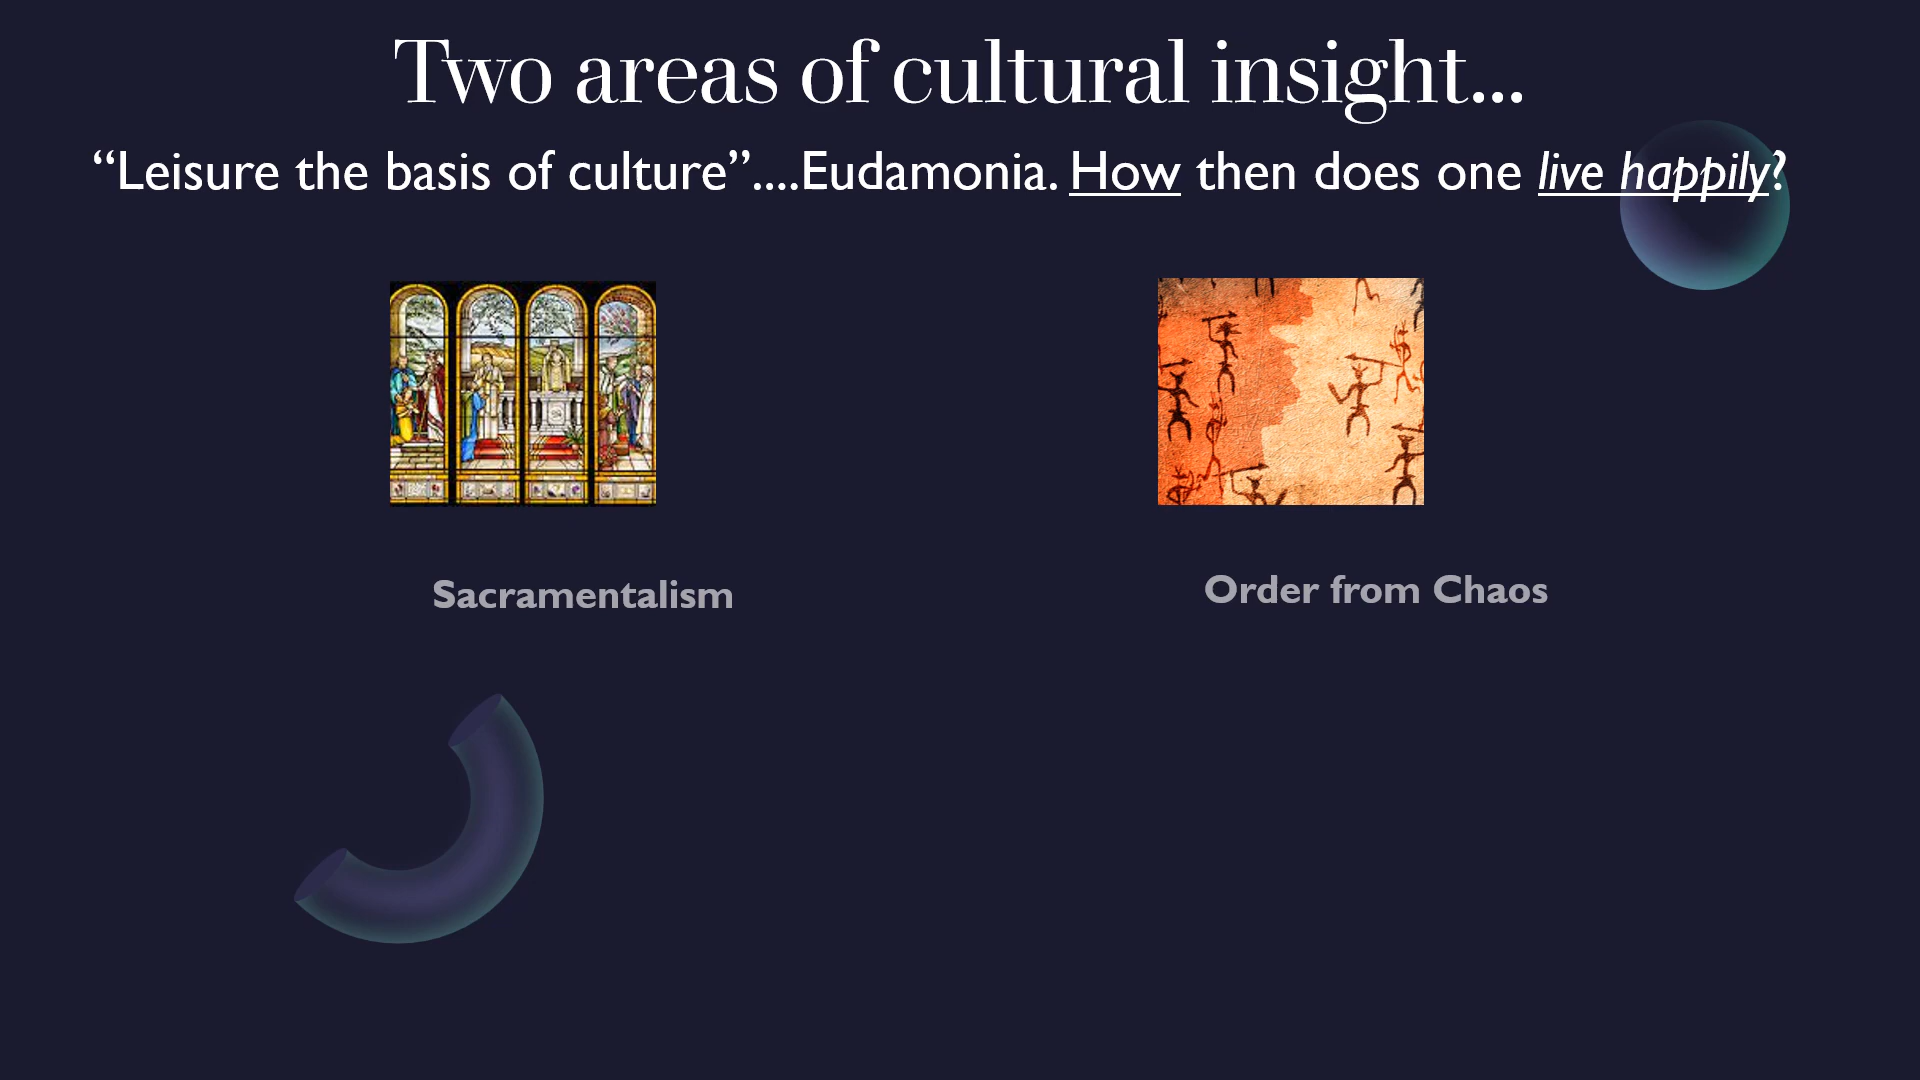 Two areas of cultural insight...
“Leisure the basis of culture”....Eudamonia. How then does one live happily?
Sacramentalism
Order from Chaos